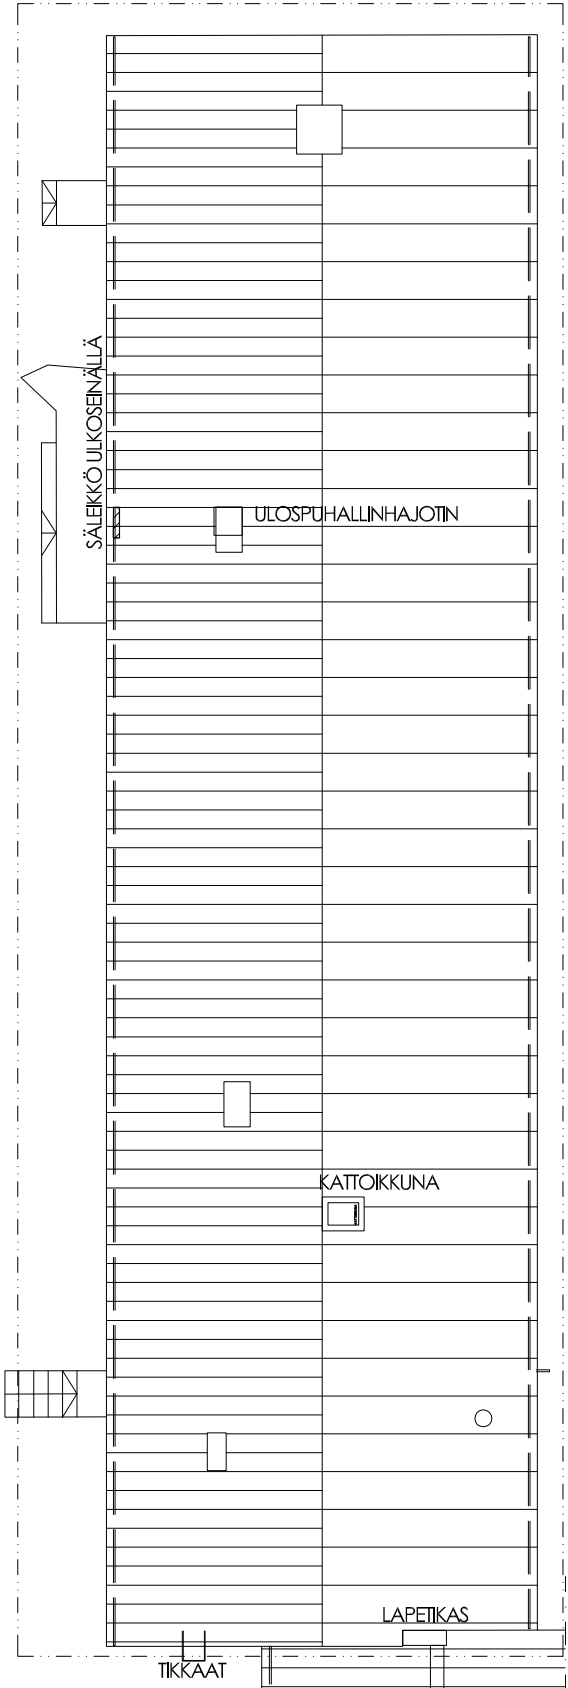 SÄLEIKKÖ ULKOSEINÄLLÄ
ULOSPUHALLINHAJOTIN
KATTOIKKUNA
LAPETIKAS
TIKKAAT